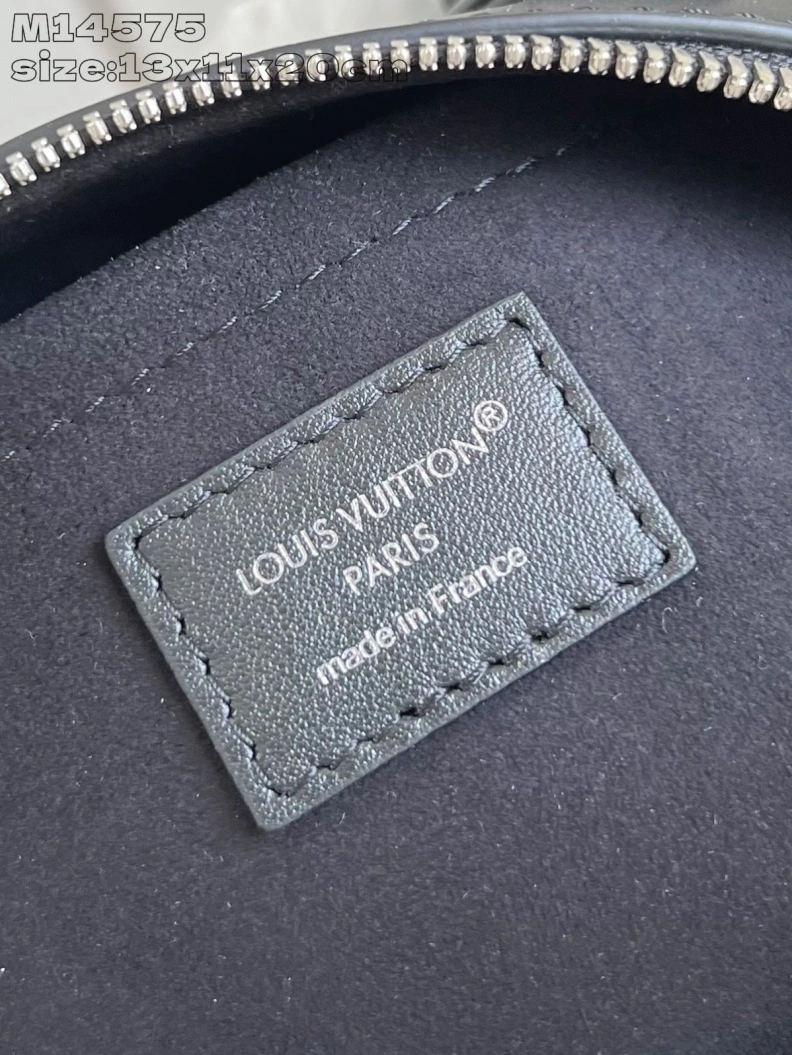 M14575
size:13x11x20cm
LOUIS VUITTON®
PARIS
made in France